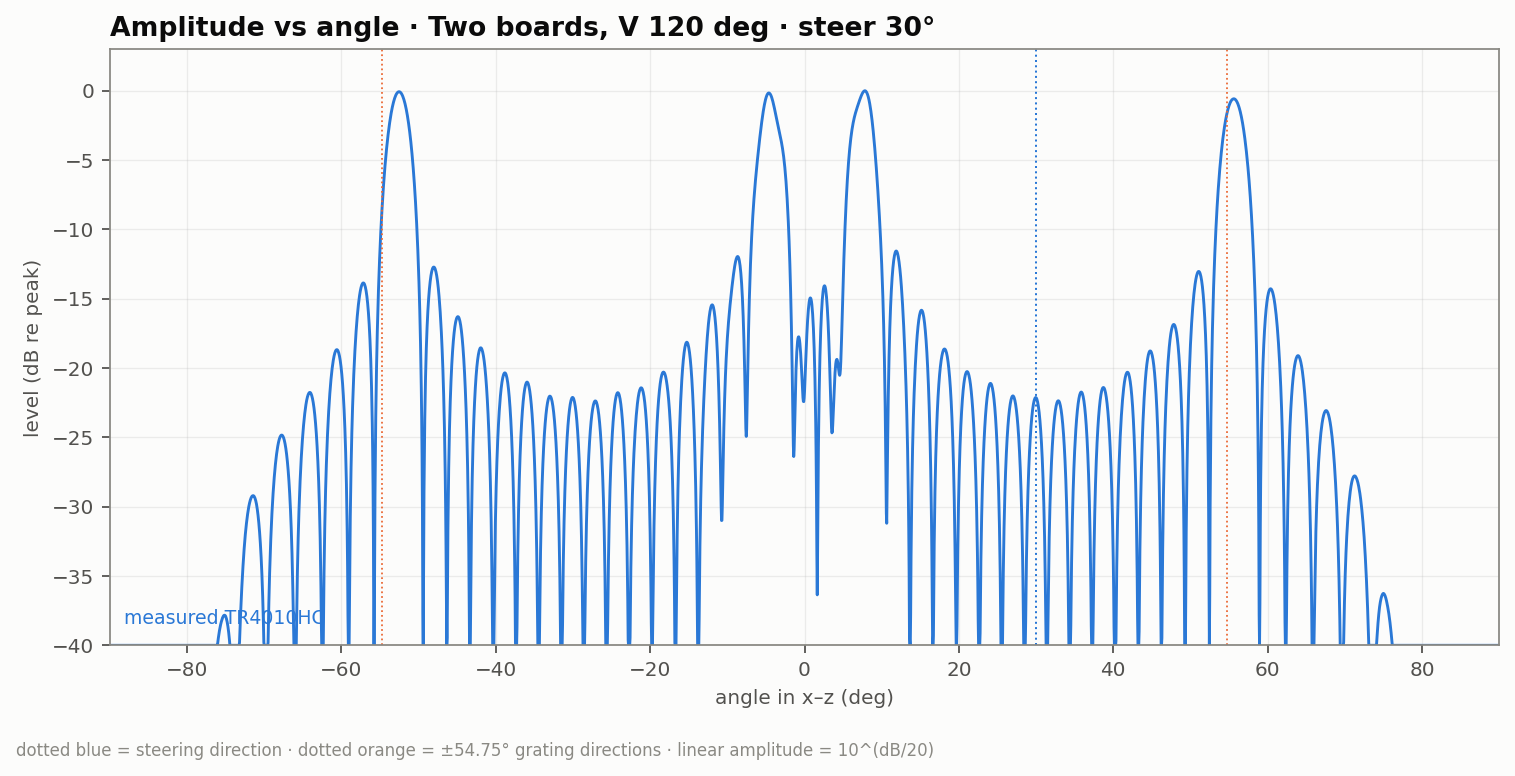 Amplitude vs angle · Two boards, V 120 deg · steer 30°
level (dB re peak)
0
−5
−10
−15
−20
−25
−30
−35
−40
measured TR4010HC
−80 −60 −40 −20 0 20 40 60 80
angle in x–z (deg)
dotted blue = steering direction · dotted orange = ±54.75° grating directions · linear amplitude = 10^(dB/20)